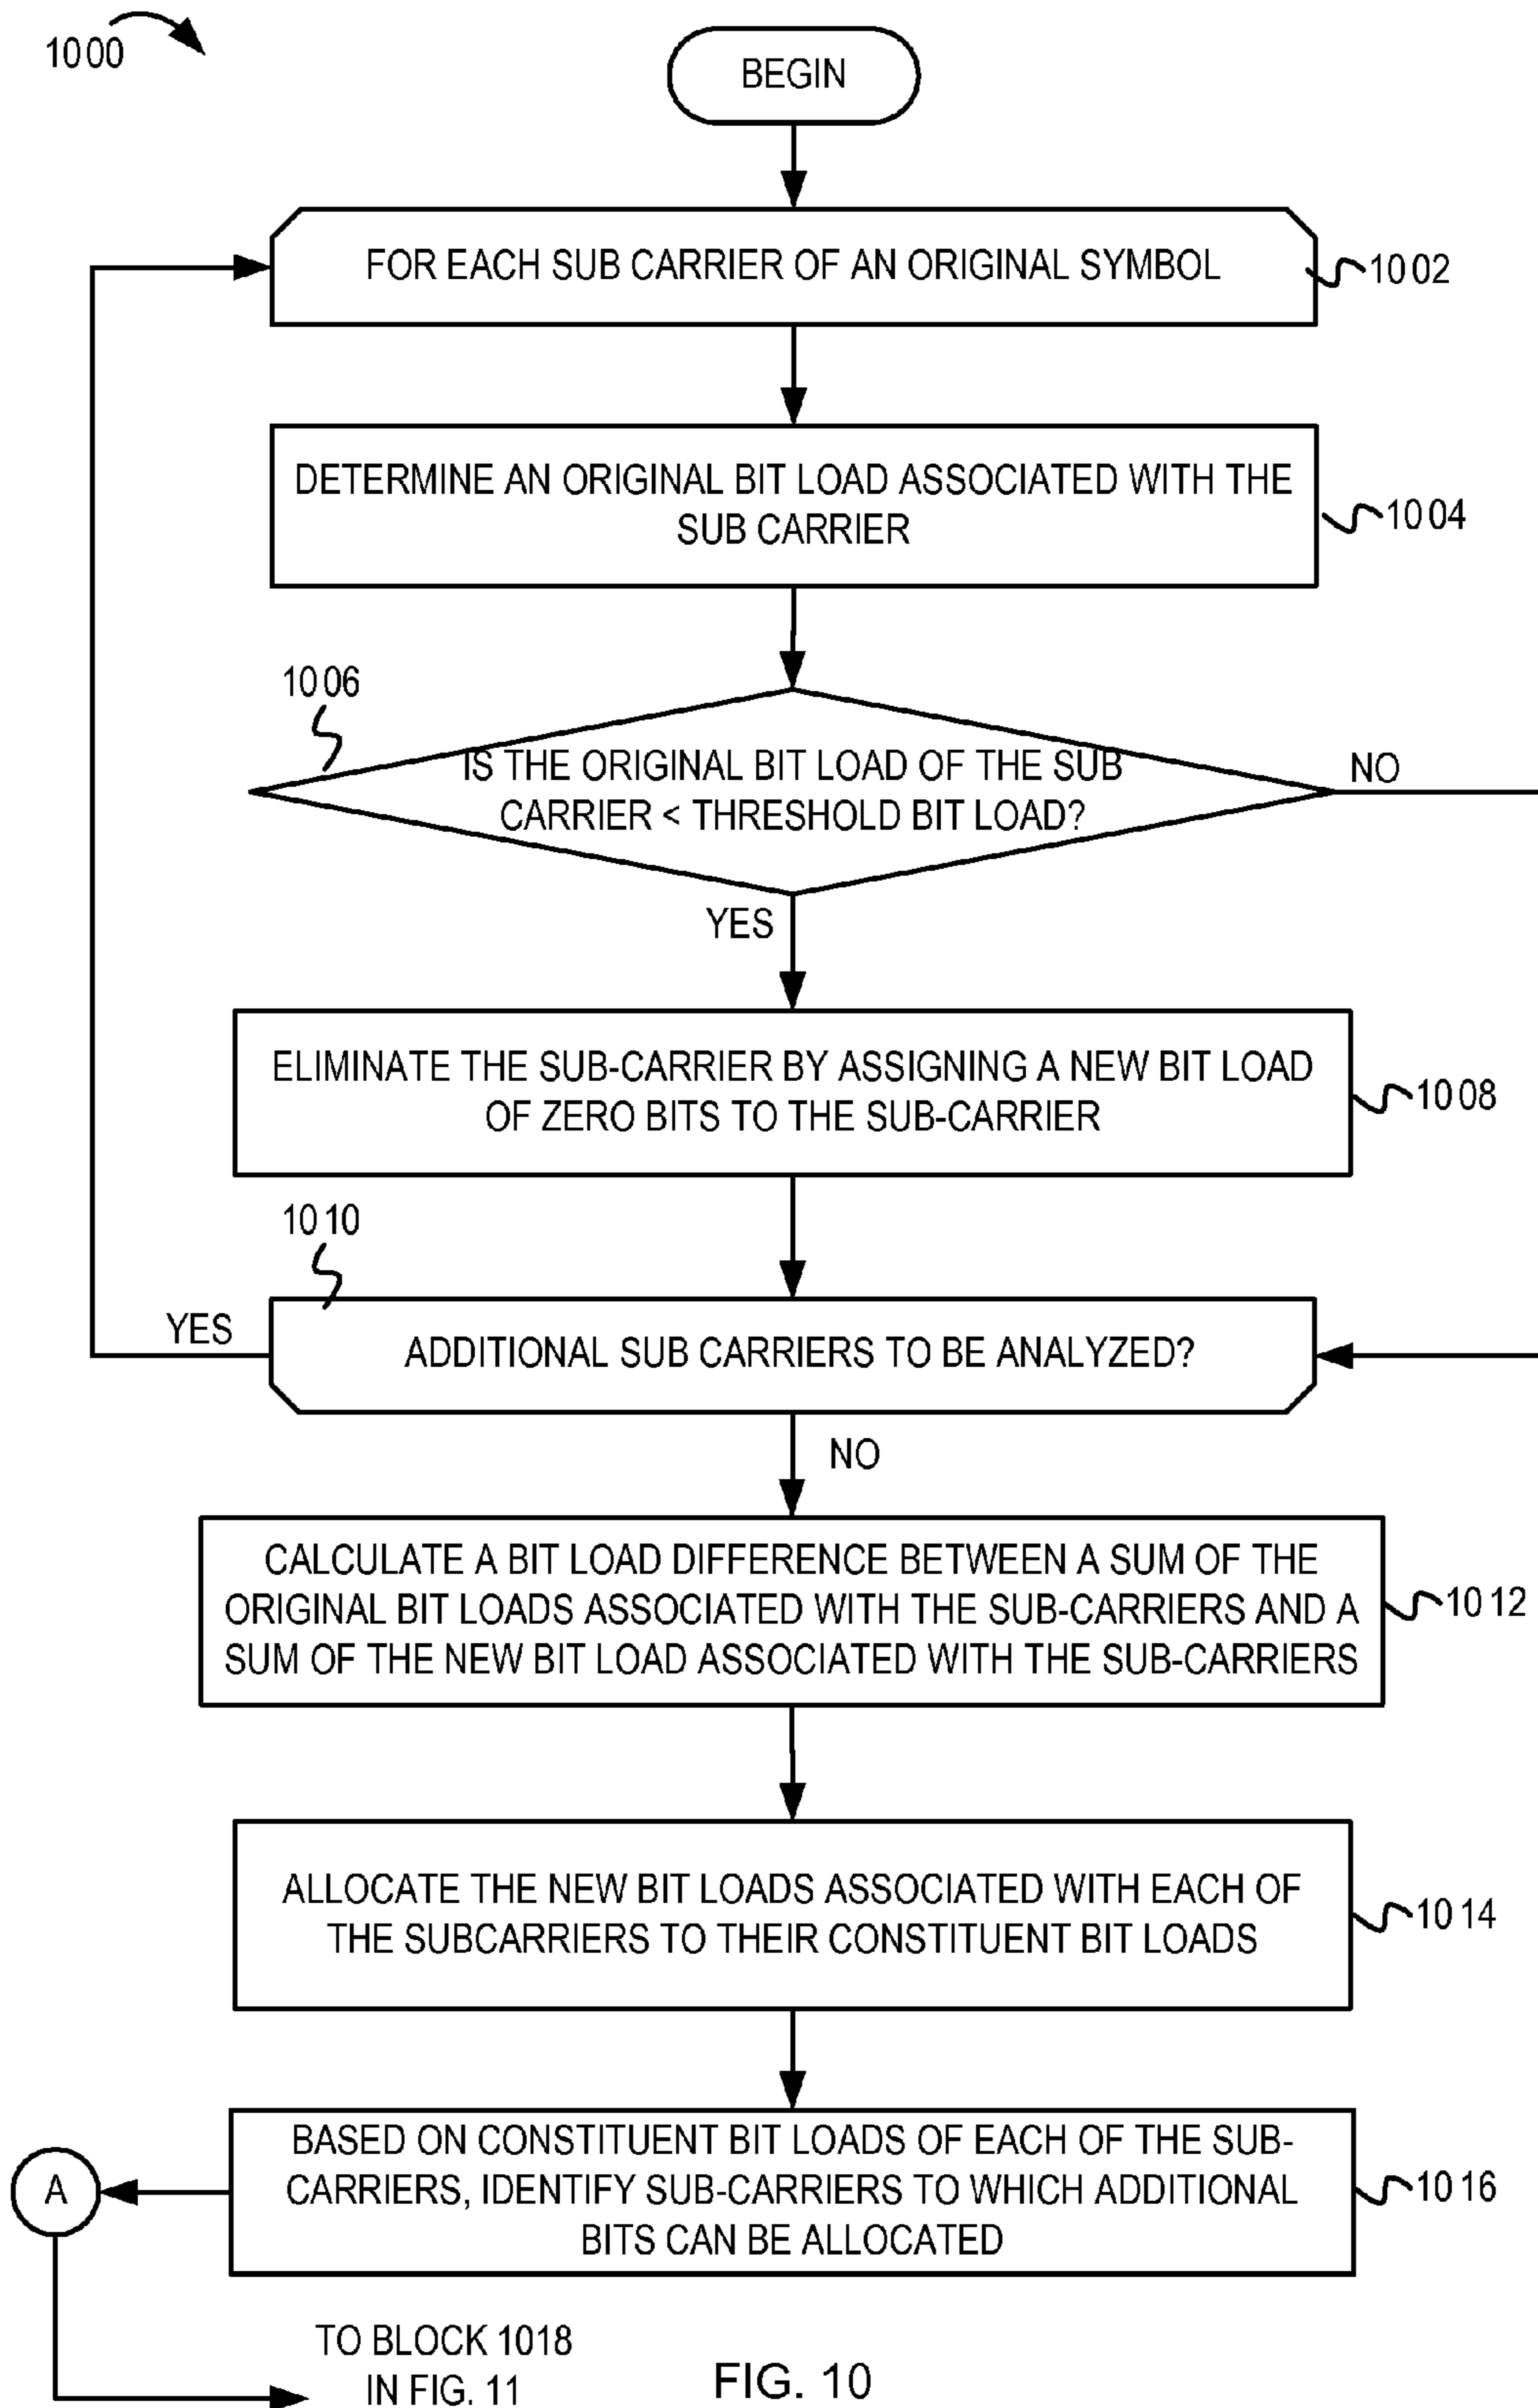 1000
BEGIN
FOR EACH SUB CARRIER OF AN ORIGINAL SYMBOL
1002
DETERMINE AN ORIGINAL BIT LOAD ASSOCIATED WITH THE
SUB CARRIER
1004
1006
IS THE ORIGINAL BIT LOAD OF THE SUB
CARRIER < THRESHOLD BIT LOAD?
NO
YES
ELIMINATE THE SUB-CARRIER BY ASSIGNING A NEW BIT LOAD
OF ZERO BITS TO THE SUB-CARRIER
1008
1010
YES
ADDITIONAL SUB CARRIERS TO BE ANALYZED?
NO
CALCULATE A BIT LOAD DIFFERENCE BETWEEN A SUM OF THE
ORIGINAL BIT LOADS ASSOCIATED WITH THE SUB-CARRIERS AND A
SUM OF THE NEW BIT LOAD ASSOCIATED WITH THE SUB-CARRIERS
1012
ALLOCATE THE NEW BIT LOADS ASSOCIATED WITH EACH OF
THE SUBCARRIERS TO THEIR CONSTITUENT BIT LOADS
1014
BASED ON CONSTITUENT BIT LOADS OF EACH OF THE SUB-
CARRIERS, IDENTIFY SUB-CARRIERS TO WHICH ADDITIONAL
BITS CAN BE ALLOCATED
1016
A
TO BLOCK 1018
IN FIG. 11
FIG. 10